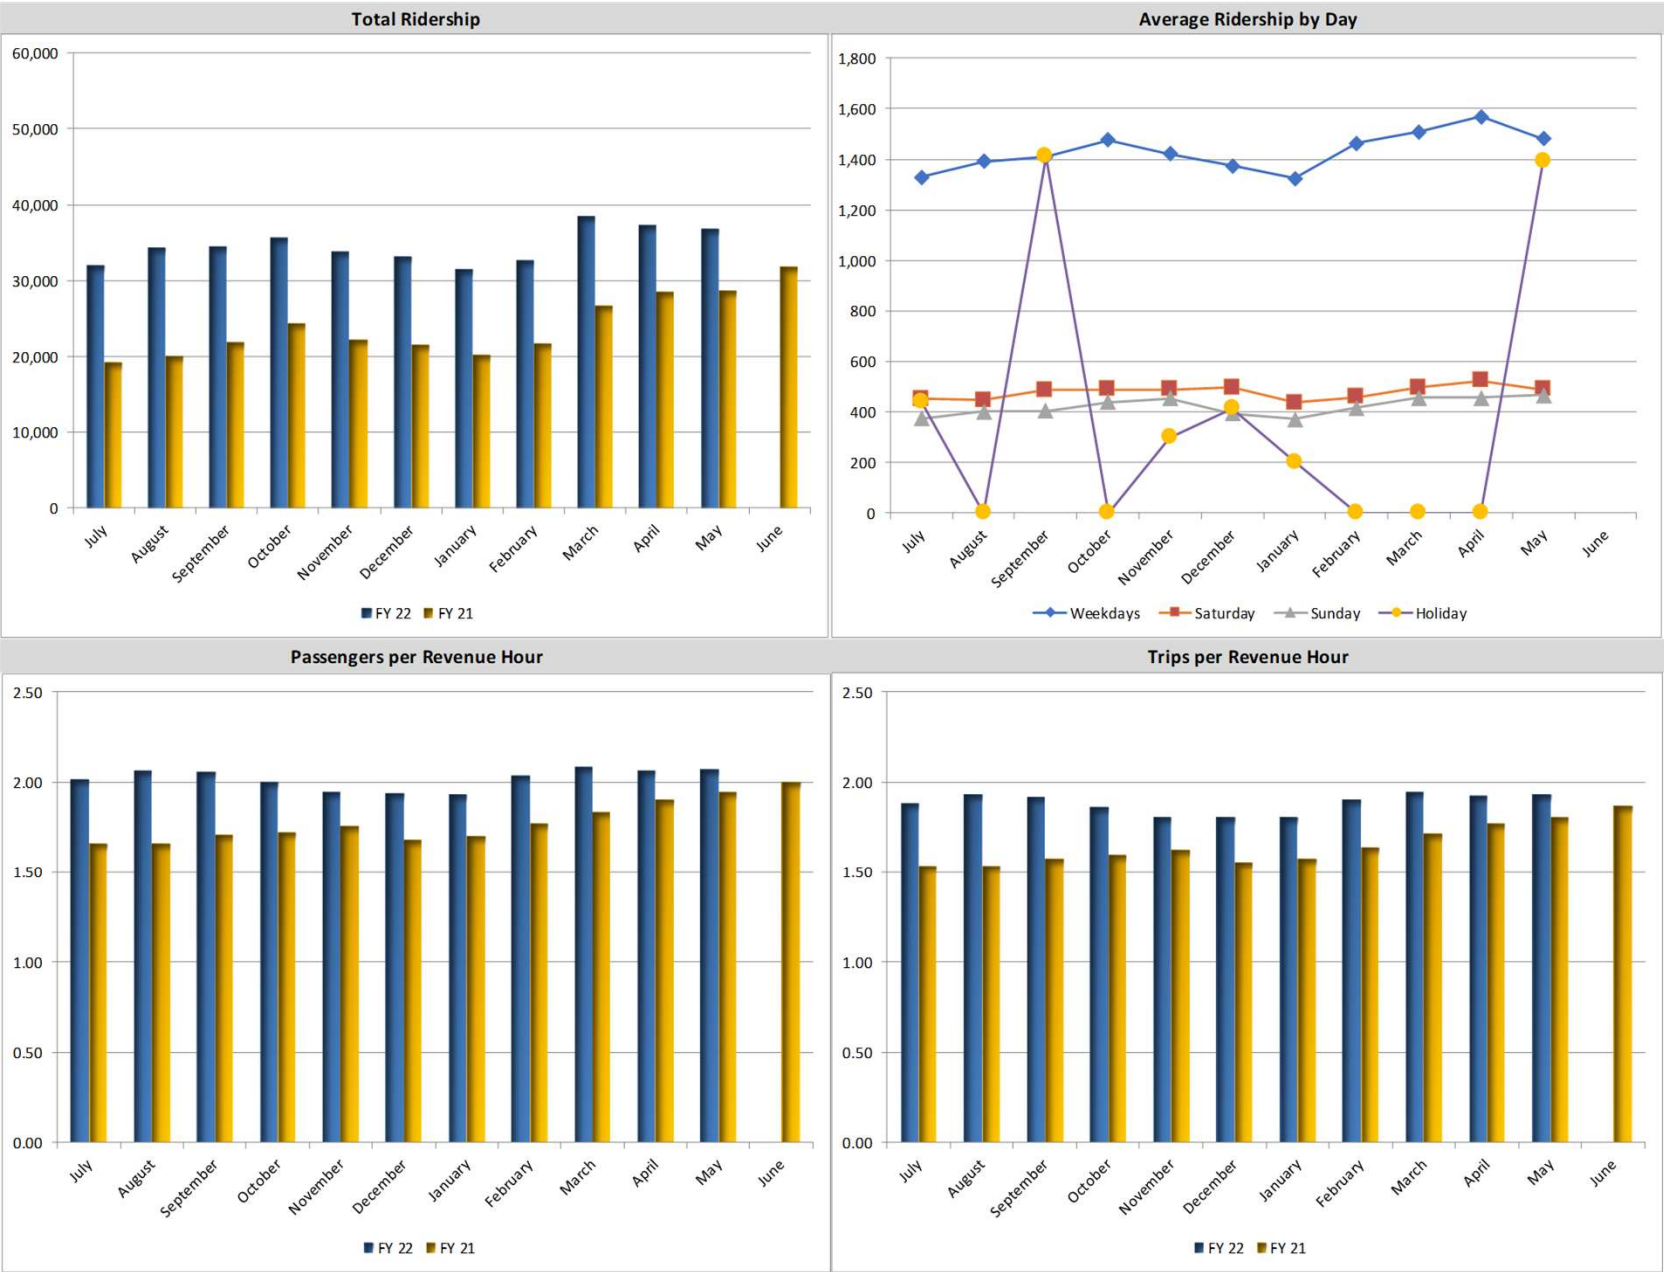 Total Ridership
60,000
50,000
40,000
30,000
20,000
10,000
0
July
August
September
October
November
December
January
February
March
April
May
June
FY 22 FY 21
Average Ridership by Day
1,800
1,600
1,400
1,200
1,000
800
600
400
200
0
July
August
September
October
November
December
January
February
March
April
May
June
Weekdays Saturday Sunday Holiday
Passengers per Revenue Hour
2.50
2.00
1.50
1.00
0.50
0.00
July
August
September
October
November
December
January
February
March
April
May
June
FY 22 FY 21
Trips per Revenue Hour
2.50
2.00
1.50
1.00
0.50
0.00
July
August
September
October
November
December
January
February
March
April
May
June
FY 22 FY 21